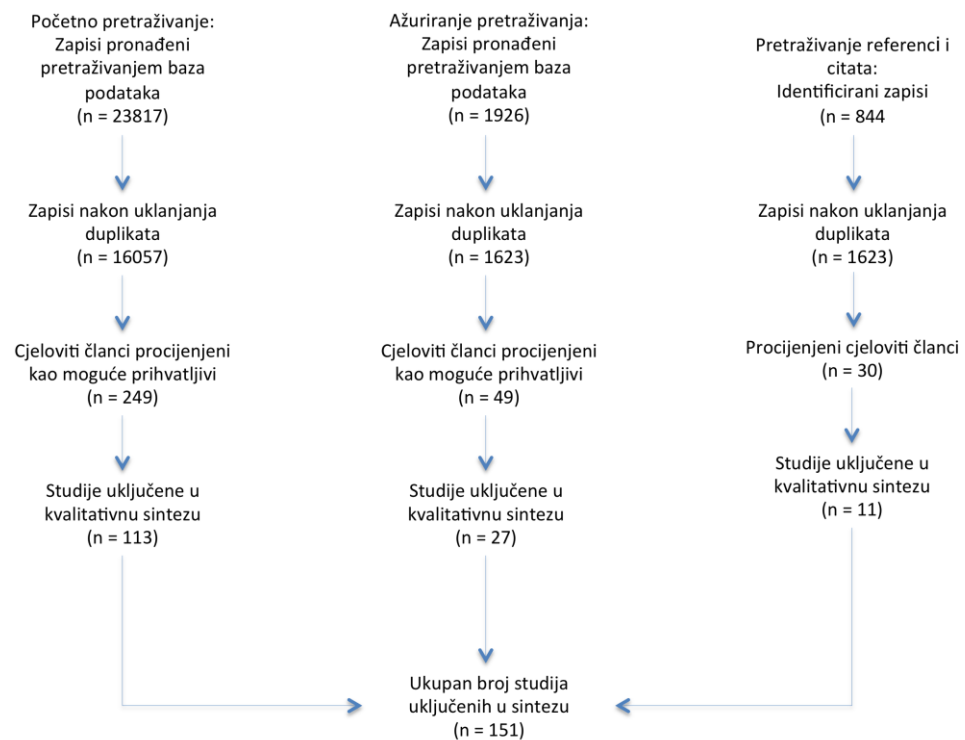 Početno pretraživanje:
Zapisi pronađeni
pretraživanjem baza
podataka
(n = 23817)
Zapisi nakon uklanjanja
duplikata
(n = 16057)
Cjeloviti članci procijenjeni
kao moguće prihvatljivi
(n = 249)
Studije uključene u
kvalitativnu sintezu
(n = 113)
Ažuriranje pretraživanja:
Zapisi pronađeni
pretraživanjem baza
podataka
(n = 1926)
Zapisi nakon uklanjanja
duplikata
(n = 1623)
Cjeloviti članci procijenjeni
kao moguće prihvatljivi
(n = 49)
Studije uključene u
kvalitativnu sintezu
(n = 27)
Pretraživanje referenci i
citata:
Identificirani zapisi
(n = 844
Zapisi nakon uklanjanja
duplikata
(n = 1623)
Procijenjeni cjeloviti članci
(n = 30)
Studije uključene u
kvalitativnu sintezu
(n = 11)
Ukupan broj studija
uključenih u sintezu
(n = 151)